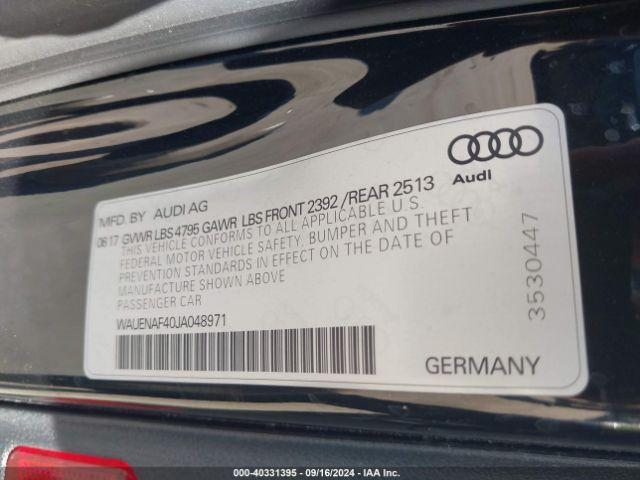 Audi
MFD. BY AUDI AG
0817 GVWR LBS 4795 GAWR LBS FRONT 2392 / REAR 2513
THIS VEHICLE CONFORMS TO ALL APPLICABLE U.S.
FEDERAL MOTOR VEHICLE SAFETY, BUMPER AND THEFT
PREVENTION STANDARDS IN EFFECT ON THE DATE OF
MANUFACTURE SHOWN ABOVE
PASSENGER CAR
WAUENAF40JA048971
GERMANY
3530447
000-40331395 - 09/16/2024 - IAA Inc.